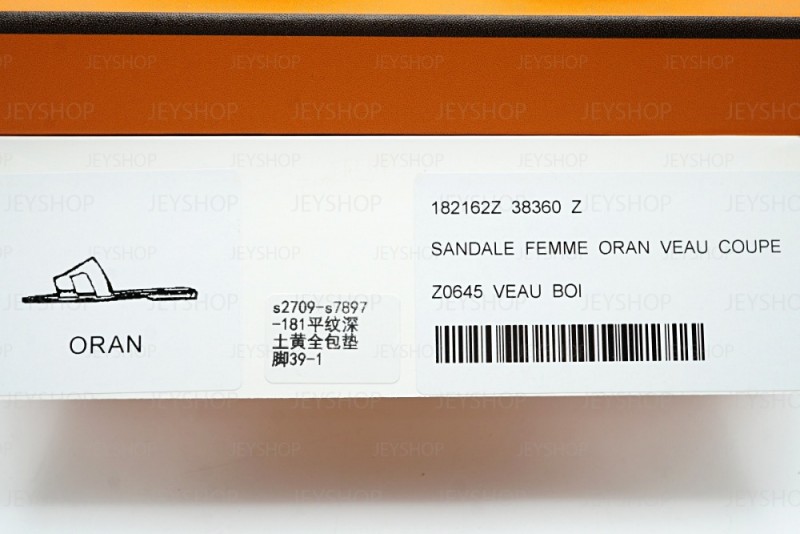 ORAN
s2709-s7897
-181平纹深
土黄全包垫
脚39-1
182162Z 38360 Z
SANDALE FEMME ORAN VEAU COUPE
Z0645 VEAU BOI
JEYSHOP